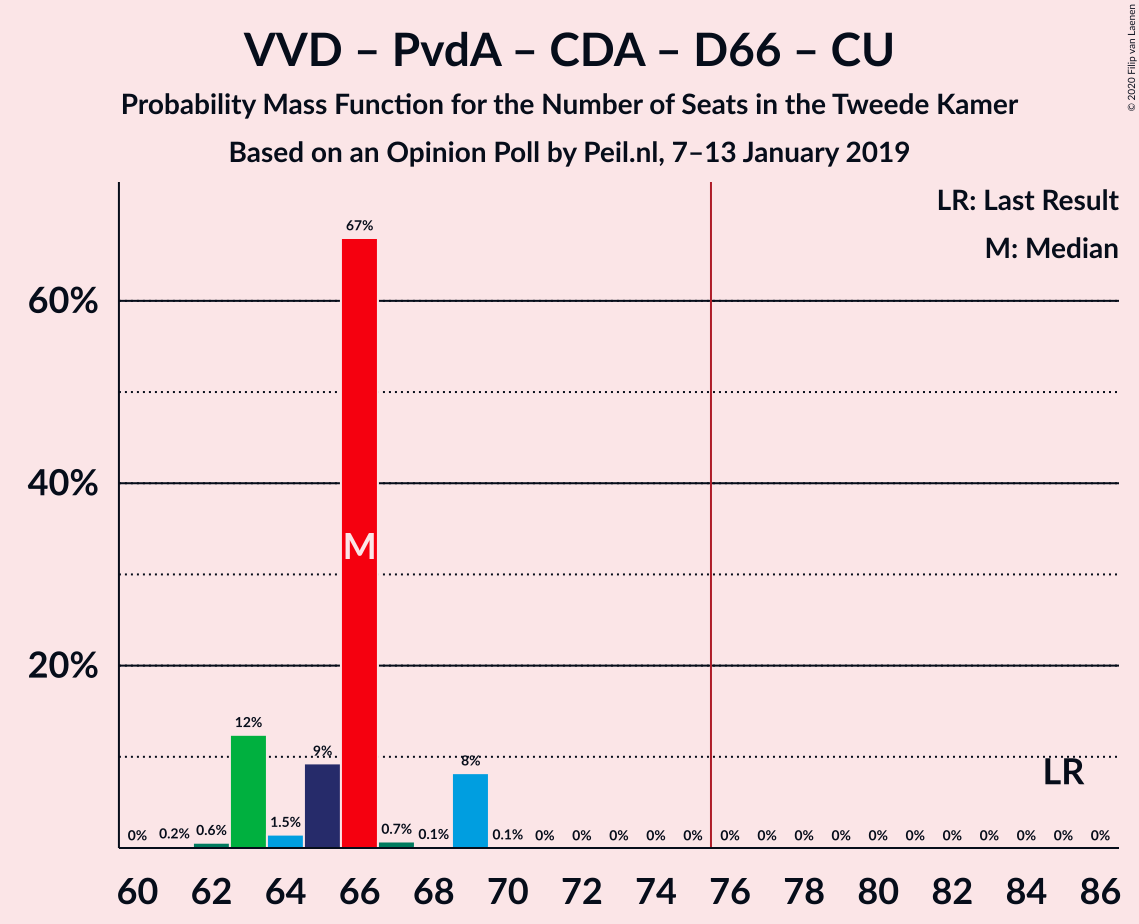 VVD – PvdA – CDA – D66 – CU
Probability Mass Function for the Number of Seats in the Tweede Kamer
Based on an Opinion Poll by Peil.nl, 7–13 January 2019
© 2020 Filip van Laenen
LR: Last Result
M: Median
60%
40%
20%
0% 0.2% 0.6% 12% 1.5% 9% 67% 0.7% 0.1% 8% 0.1% 0% 0% 0% 0% 0% 0% 0% 0% 0% 0% 0% 0% 0% 0% 0% 0%
M
LR
60 62 64 66 68 70 72 74 76 78 80 82 84 86